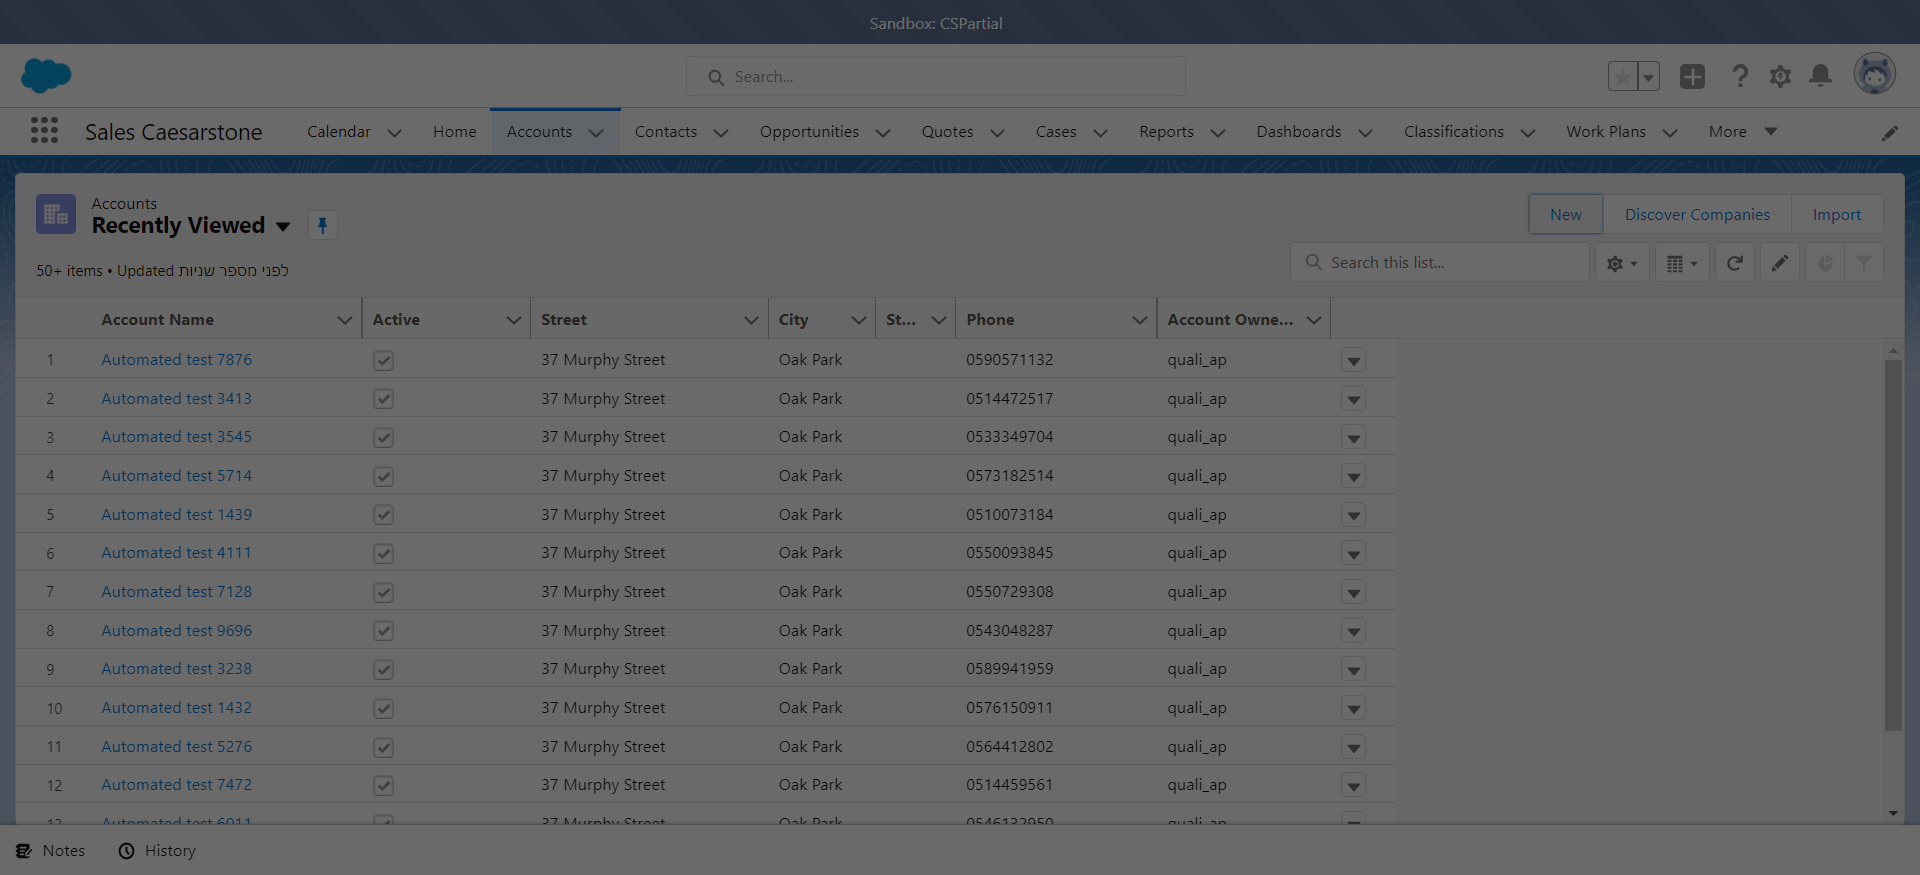 Sandbox: CSPartial
Search...
Sales Caesarstone
Calendar
Home
Accounts
Contacts
Opportunities
Quotes
Cases
Reports
Dashboards
Classifications
Work Plans
More
Accounts
Recently Viewed
New
Discover Companies
Import
50+ items • Updated לפני מספר שניות
Search this list...
Account Name Active Street City St... Phone Account Owne...
1 Automated test 7876 37 Murphy Street Oak Park 0590571132 quali_ap
2 Automated test 3413 37 Murphy Street Oak Park 0514472517 quali_ap
3 Automated test 3545 37 Murphy Street Oak Park 0533349704 quali_ap
4 Automated test 5714 37 Murphy Street Oak Park 0573182514 quali_ap
5 Automated test 1439 37 Murphy Street Oak Park 0510073184 quali_ap
6 Automated test 4111 37 Murphy Street Oak Park 0550093845 quali_ap
7 Automated test 7128 37 Murphy Street Oak Park 0550729308 quali_ap
8 Automated test 9696 37 Murphy Street Oak Park 0543048287 quali_ap
9 Automated test 3238 37 Murphy Street Oak Park 0589941959 quali_ap
10 Automated test 1432 37 Murphy Street Oak Park 0576150911 quali_ap
11 Automated test 5276 37 Murphy Street Oak Park 0564412802 quali_ap
12 Automated test 7472 37 Murphy Street Oak Park 0514459561 quali_ap
13 Automated test 6011 37 Murphy Street Oak Park 0546132950 quali_ap
Notes
History